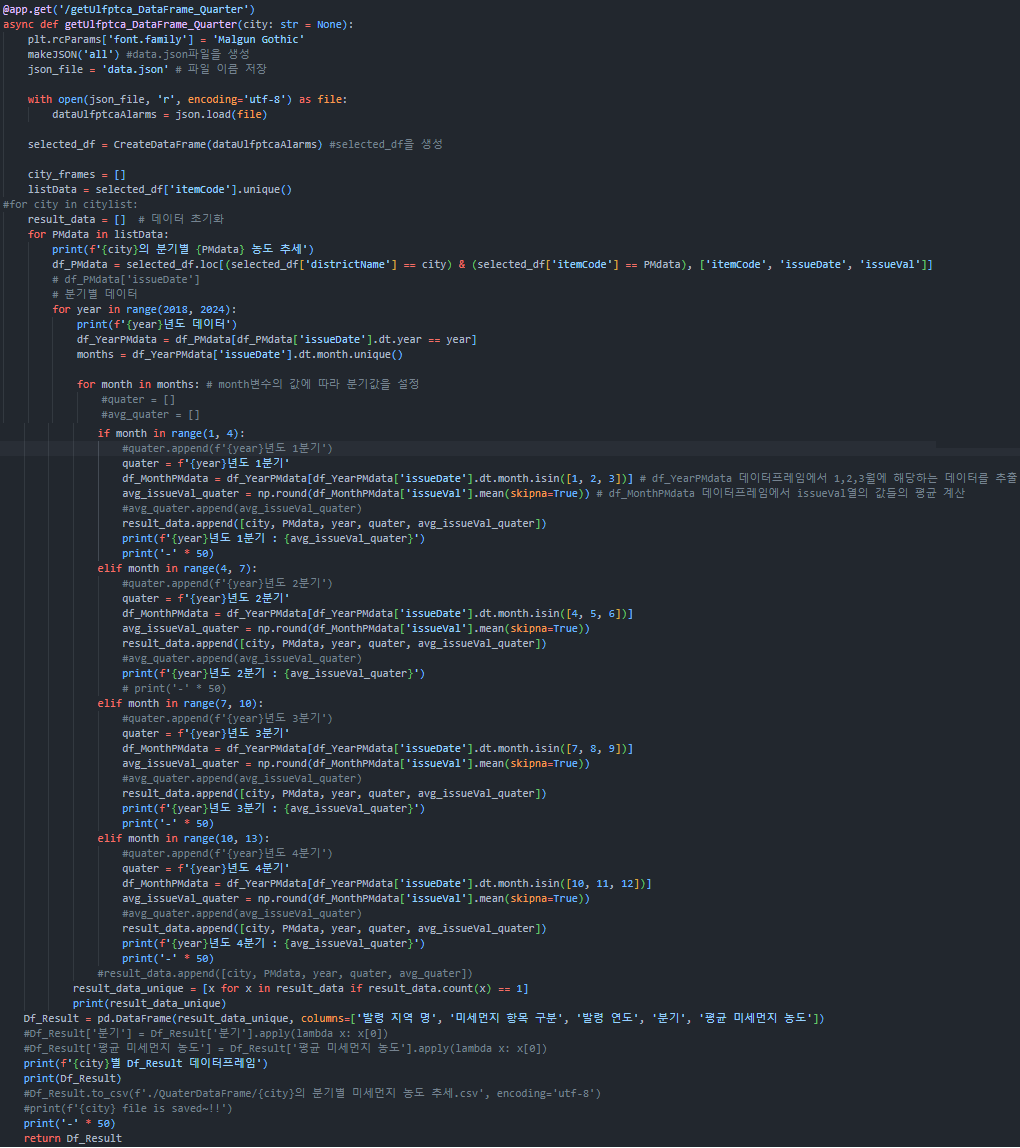 @app.get('/getUlfptca_DataFrame_Quarter')
async def getUlfptca_DataFrame_Quarter(city: str = None):
    plt.rcParams['font.family'] = 'Malgun Gothic'
    makeJSON('all') #data.json파일을 생성
    json_file = 'data.json' # 파일 이름 저장

    with open(json_file, 'r', encoding='utf-8') as file:
        dataUlfptcaAlarms = json.load(file)

    selected_df = CreateDataFrame(dataUlfptcaAlarms) #selected_df을 생성

    city_frames = []
    listData = selected_df['itemCode'].unique()
#for city in citylist:
    result_data = []  # 데이터 초기화
    for PMdata in listData:
        print(f'{city}의 분기별 {PMdata} 농도 추세')
        df_PMdata = selected_df.loc[(selected_df['districtName'] == city) & (selected_df['itemCode'] == PMdata), ['itemCode', 'issueDate', 'issueVal']]
        # df_PMdata['issueDate']
        # 분기별 데이터
        for year in range(2018, 2024):
            print(f'{year}년도 데이터')
            df_YearPMdata = df_PMdata[df_PMdata['issueDate'].dt.year == year]
            months = df_YearPMdata['issueDate'].dt.month.unique()

            for month in months: # month변수의 값에 따라 분기값을 설정
                #quater = []
                #avg_quater = []
                if month in range(1, 4):
                    #quater.append(f'{year}년도 1분기')
                    quater = f'{year}년도 1분기'
                    df_MonthPMdata = df_YearPMdata[df_YearPMdata['issueDate'].dt.month.isin([1, 2, 3])] # df_YearPMdata 데이터프레임에서 1,2,3월에 해당하는 데이터를 추출
                    avg_issueVal_quater = np.round(df_MonthPMdata['issueVal'].mean(skipna=True)) # df_MonthPMdata 데이터프레임에서 issueVal열의 값들의 평균 계산
                    #avg_quater.append(avg_issueVal_quater)
                    result_data.append([city, PMdata, year, quater, avg_issueVal_quater])
                    print(f'{year}년도 1분기 : {avg_issueVal_quater}')
                    print('-' * 50)
                elif month in range(4, 7):
                    #quater.append(f'{year}년도 2분기')
                    quater = f'{year}년도 2분기'
                    df_MonthPMdata = df_YearPMdata[df_YearPMdata['issueDate'].dt.month.isin([4, 5, 6])]
                    avg_issueVal_quater = np.round(df_MonthPMdata['issueVal'].mean(skipna=True))
                    result_data.append([city, PMdata, year, quater, avg_issueVal_quater])
                    #avg_quater.append(avg_issueVal_quater)
                    print(f'{year}년도 2분기 : {avg_issueVal_quater}')
                    # print('-' * 50)
                elif month in range(7, 10):
                    #quater.append(f'{year}년도 3분기')
                    quater = f'{year}년도 3분기'
                    df_MonthPMdata = df_YearPMdata[df_YearPMdata['issueDate'].dt.month.isin([7, 8, 9])]
                    avg_issueVal_quater = np.round(df_MonthPMdata['issueVal'].mean(skipna=True))
                    #avg_quater.append(avg_issueVal_quater)
                    result_data.append([city, PMdata, year, quater, avg_issueVal_quater])
                    print(f'{year}년도 3분기 : {avg_issueVal_quater}')
                    print('-' * 50)
                elif month in range(10, 13):
                    #quater.append(f'{year}년도 4분기')
                    quater = f'{year}년도 4분기'
                    df_MonthPMdata = df_YearPMdata[df_YearPMdata['issueDate'].dt.month.isin([10, 11, 12])]
                    avg_issueVal_quater = np.round(df_MonthPMdata['issueVal'].mean(skipna=True))
                    #avg_quater.append(avg_issueVal_quater)
                    result_data.append([city, PMdata, year, quater, avg_issueVal_quater])
                    print(f'{year}년도 4분기 : {avg_issueVal_quater}')
                    print('-' * 50)
                #result_data.append([city, PMdata, year, quater, avg_quater])
            result_data_unique = [x for x in result_data if result_data.count(x) == 1]
            print(result_data_unique)
    Df_Result = pd.DataFrame(result_data_unique, columns=['발령 지역 명', '미세먼지 항목 구분', '발령 연도', '분기', '평균 미세먼지 농도'])
    #Df_Result['분기'] = Df_Result['분기'].apply(lambda x: x[0])
    #Df_Result['평균 미세먼지 농도'] = Df_Result['평균 미세먼지 농도'].apply(lambda x: x[0])
    print(f'{city}별 Df_Result 데이터프레임')
    print(Df_Result)
    #Df_Result.to_csv(f'./QuaterDataFrame/{city}의 분기별 미세먼지 농도 추세.csv', encoding='utf-8')
    #print(f'{city} file is saved~!!')
    print('-' * 50)
    return Df_Result